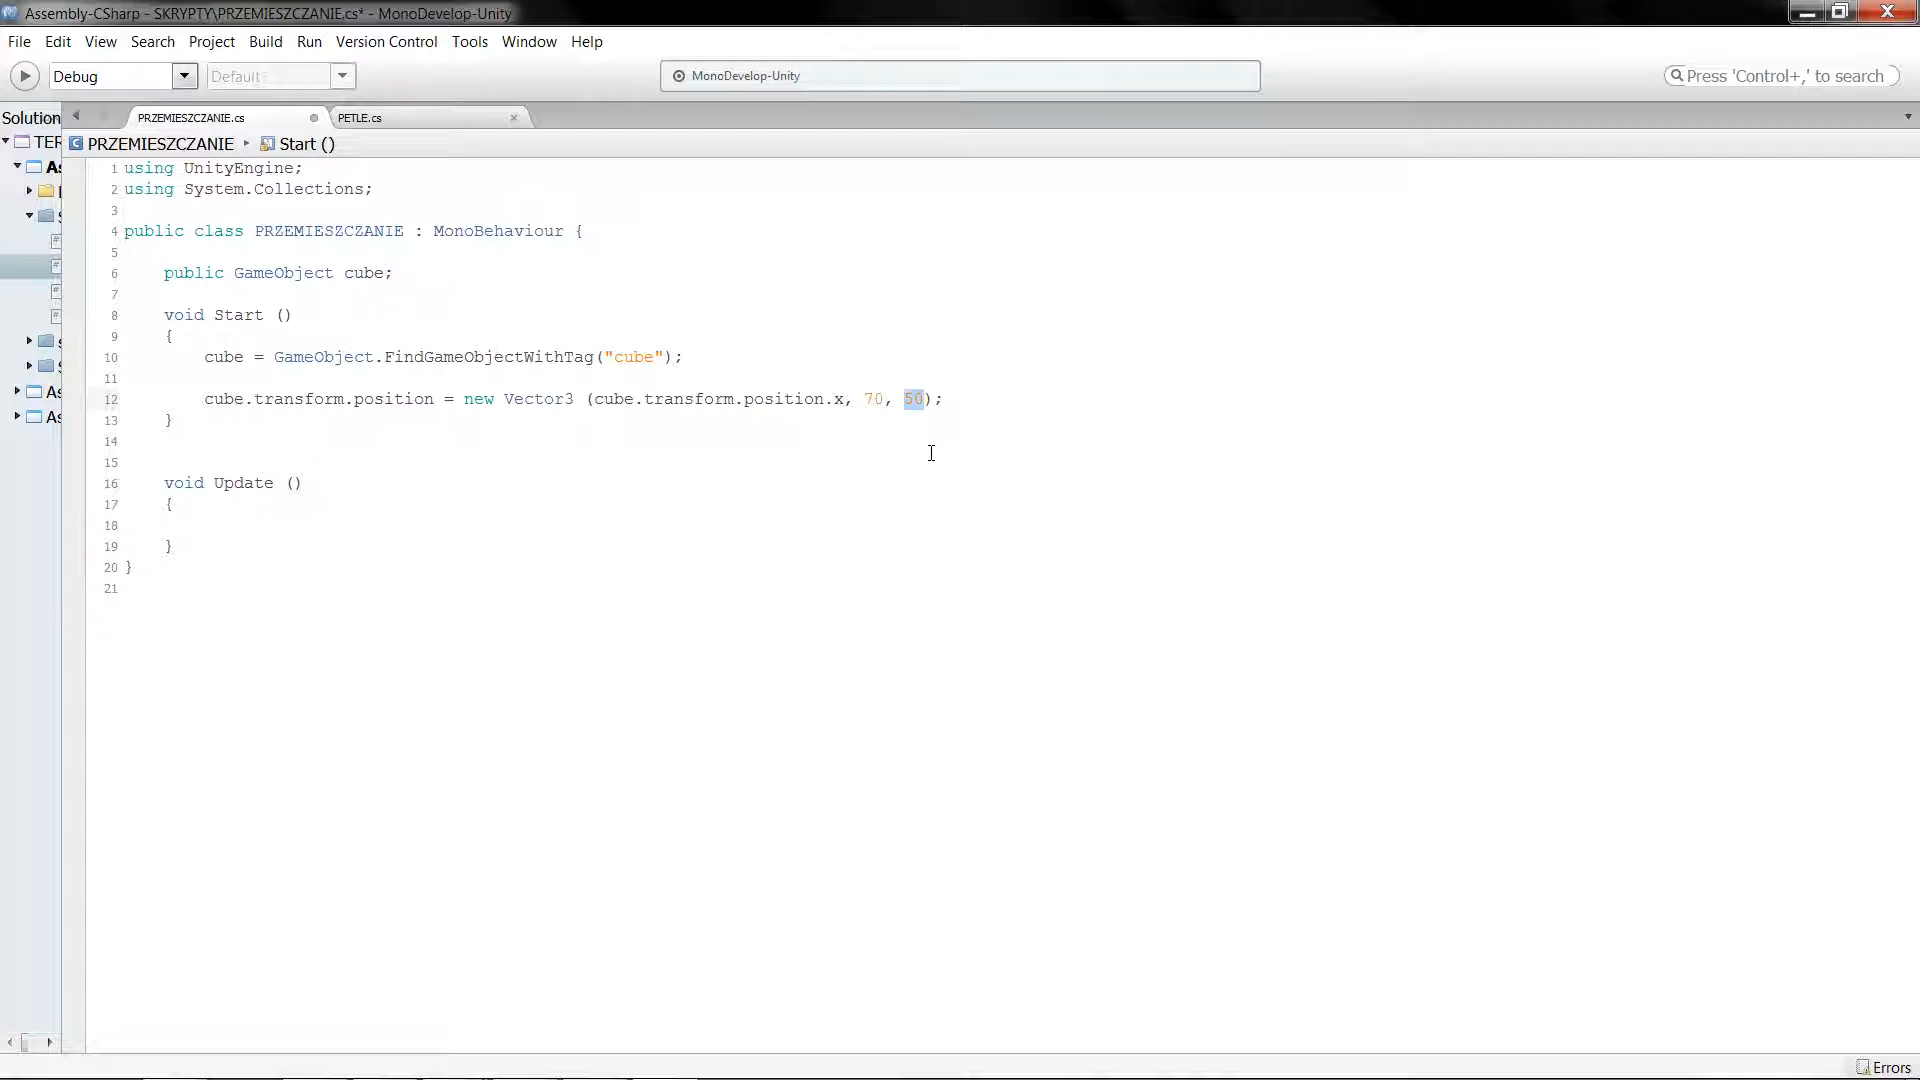 Assembly-CSharp - SKRYPTY\PRZEMIESZCZANIE.cs* - MonoDevelop-Unity
File Edit View Search Project Build Run Version Control Tools Window Help
Debug Default MonoDevelop-Unity Press 'Control+,' to search
Solution PRZEMIESZCZANIE.cs PETLE.cs
PRZEMIESZCZANIE Start ()
1 using UnityEngine;
2 using System.Collections;
3
4 public class PRZEMIESZCZANIE : MonoBehaviour {
5
6 public GameObject cube;
7
8 void Start ()
9 {
10 cube = GameObject.FindGameObjectWithTag("cube");
11
12 cube.transform.position = new Vector3 (cube.transform.position.x, 70, 50);
13 }
14
15
16 void Update ()
17 {
18
19 }
20 }
21
TER
As
As
As
Errors